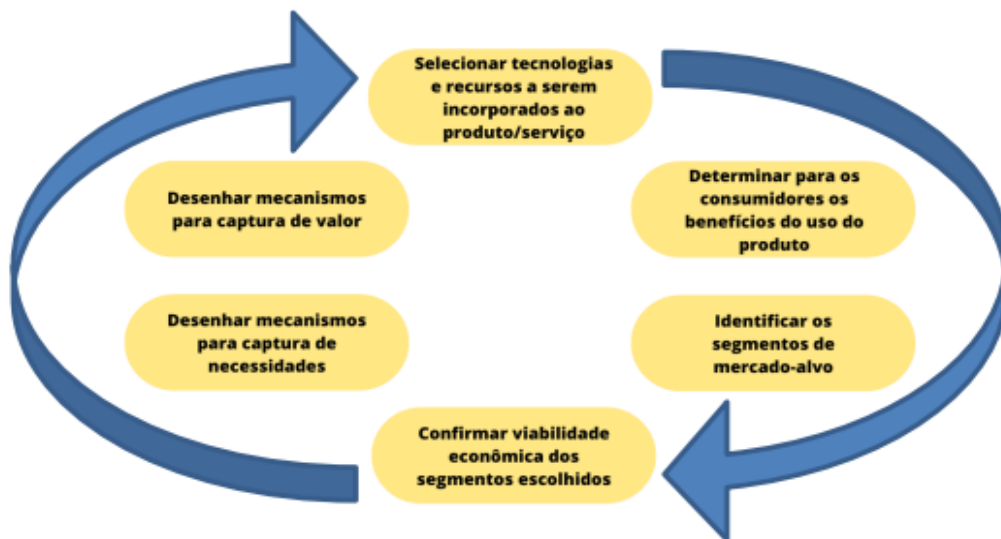 Selecionar tecnologias
e recursos a serem
incorporados ao
produto/serviço
Determinar para os
consumidores os
benefícios do uso do
produto
Identificar os
segmentos de
mercado-alvo
Confirmar viabilidade
econômica dos
segmentos escolhidos
Desenhar mecanismos
para captura de
necessidades
Desenhar mecanismos
para captura de valor